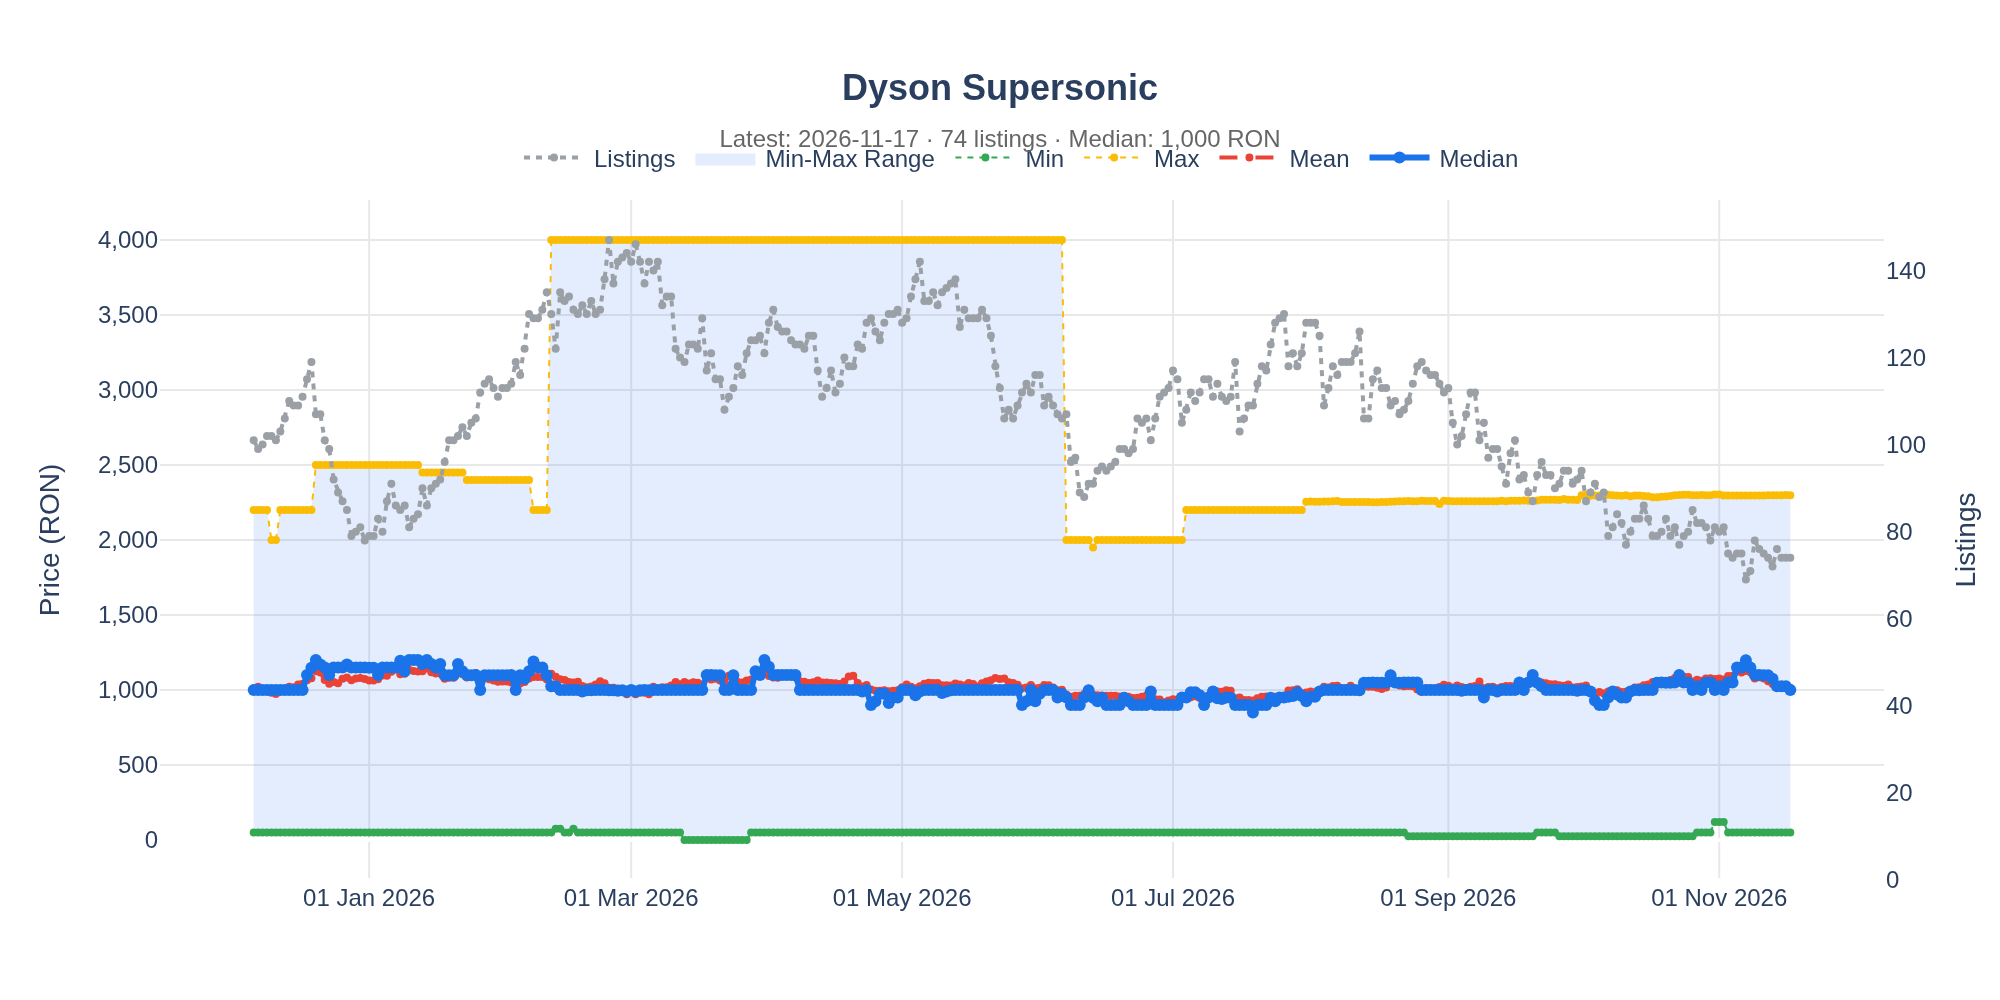 Dyson Supersonic
Latest: 2026-11-17 · 74 listings · Median: 1,000 RON
Listings Min-Max Range Min Max Mean Median
4,000
3,500
3,000
2,500
2,000
1,500
1,000
500
0
Price (RON)
140
120
100
80
60
40
20
0
Listings
01 Jan 2026 01 Mar 2026 01 May 2026 01 Jul 2026 01 Sep 2026 01 Nov 2026